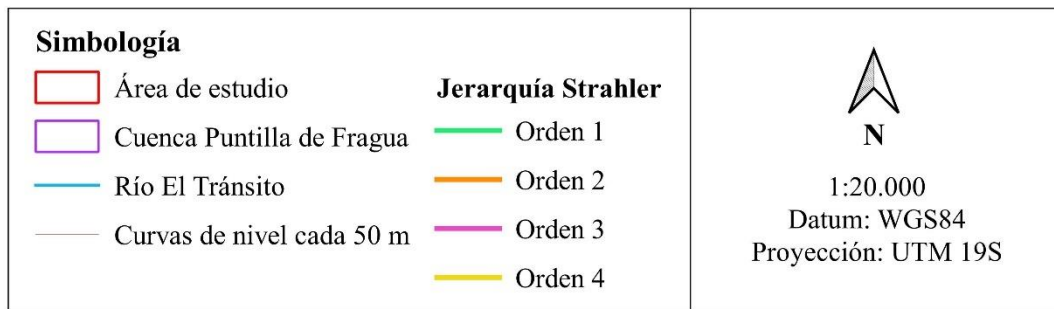 Simbología
Área de estudio
Cuenca Puntilla de Fragua
Río El Tránsito
Curvas de nivel cada 50 m
Jerarquía Strahler
Orden 1
Orden 2
Orden 3
Orden 4
N
1:20.000
Datum: WGS84
Proyección: UTM 19S